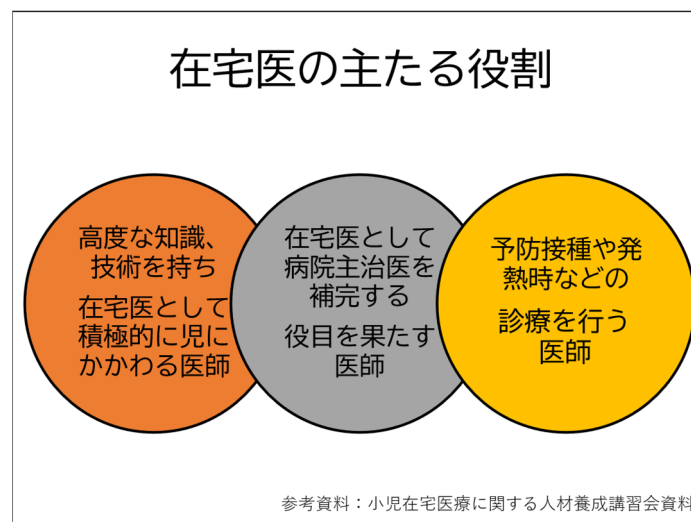 在宅医の主たる役割
高度な知識、
技術を持ち
在宅医として
積極的に児に
かかわる医師
在宅医として
病院主治医を
補完する
役目を果たす
医師
予防接種や発
熱時などの
診療を行う
医師
参考資料：小児在宅医療に関する人材養成講習会資料